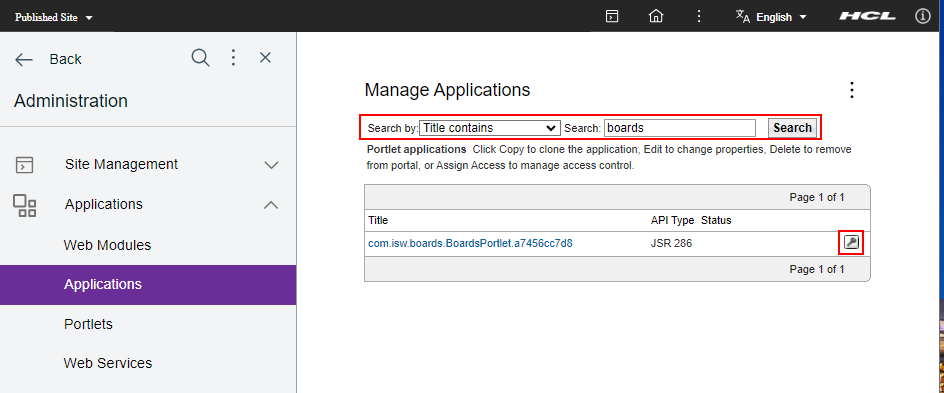 Published Site
English
HCL
Back
Administration
Site Management
Applications
Web Modules
Applications
Portlets
Web Services
Manage Applications
Search by: Title contains Search: boards Search
Portlet applications Click Copy to clone the application, Edit to change properties, Delete to remove
from portal, or Assign Access to manage access control.
Page 1 of 1
Title API Type Status
com.isw.boards.BoardsPortlet.a7456cc7d8 JSR 286
Page 1 of 1